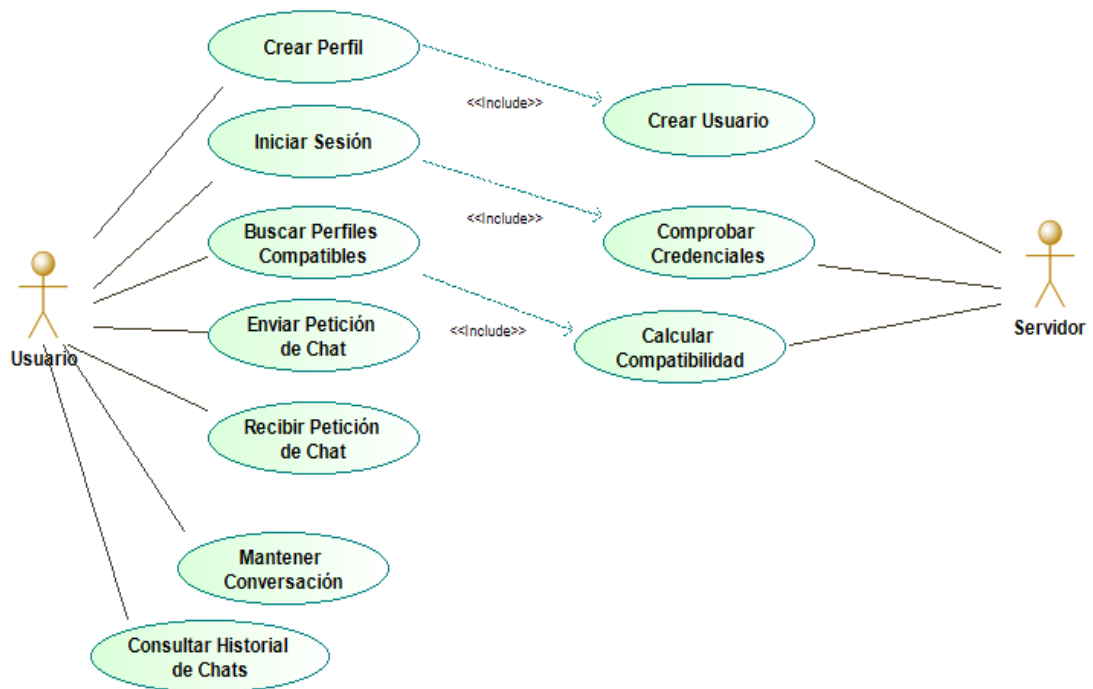 Crear Perfil
<<Include>>
Crear Usuario
Iniciar Sesión
<<Include>>
Comprobar
Credenciales
Buscar Perfiles
Compatibles
<<Include>>
Calcular
Compatibilidad
Enviar Petición
de Chat
Usuario
Servidor
Recibir Petición
de Chat
Mantener
Conversación
Consultar Historial
de Chats